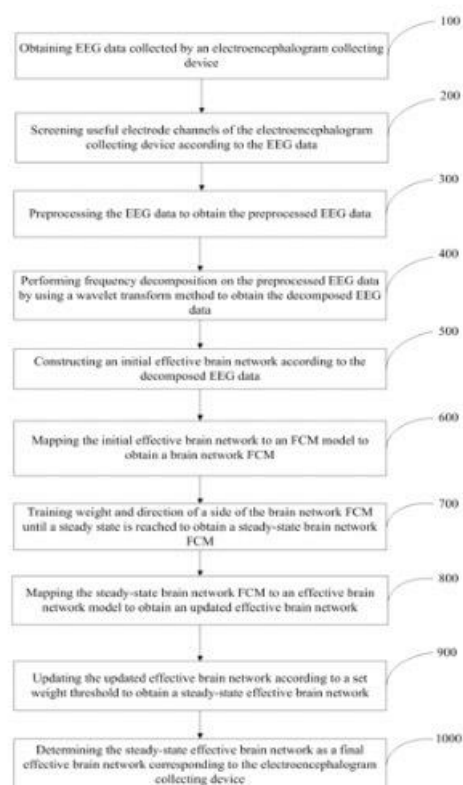 100
Obtaining EEG data collected by an electroencephalogram collecting
device
200
Screening useful electrode channels of the electroencephalogram
collecting device according to the EEG data
300
Preprocessing the EEG data to obtain the preprocessed EEG data
400
Performing frequency decomposition on the preprocessed EEG data
by using a wavelet transform method to obtain the decomposed EEG
data
500
Constructing an initial effective brain network according to the
decomposed EEG data
600
Mapping the initial effective brain network to an FCM model to
obtain a brain network FCM
700
Training weight and direction of a side of the brain network FCM
until a steady state is reached to obtain a steady-state brain network
FCM
800
Mapping the steady-state brain network FCM to an effective brain
network model to obtain an updated effective brain network
900
Updating the updated effective brain network according to a set
weight threshold to obtain a steady-state effective brain network
1000
Determining the steady-state effective brain network as a final
effective brain network corresponding to the electroencephalogram
collecting device